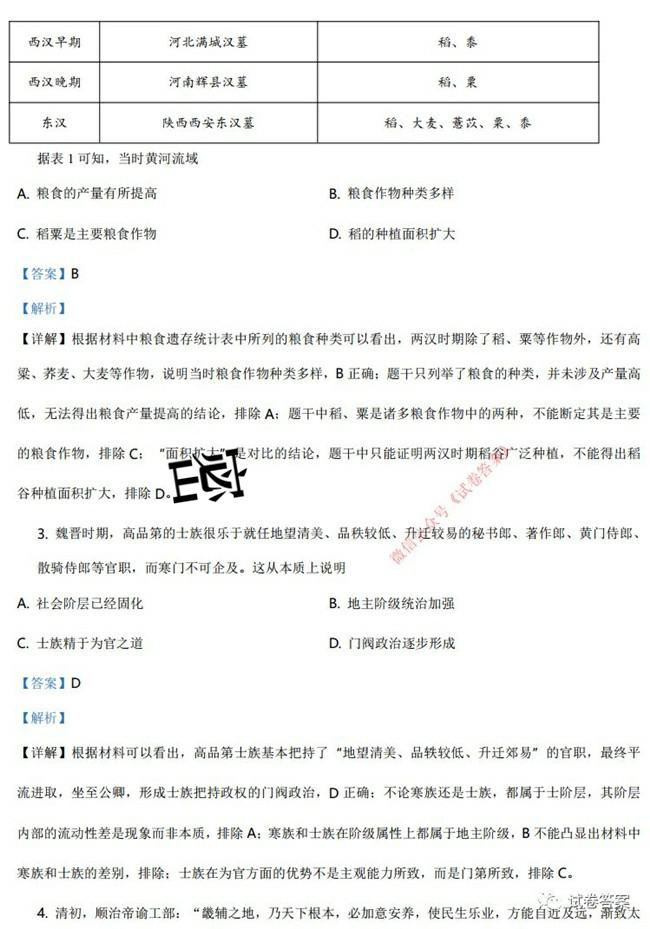 西汉早期 河北满城汉墓 稻、黍
西汉晚期 河南辉县汉墓 稻、粟
东汉 陕西西安东汉墓 稻、大麦、薏苡、粟、黍
据表 1 可知，当时黄河流域
A. 粮食的产量有所提高 B. 粮食作物种类多样
C. 稻粟是主要粮食作物 D. 稻的种植面积扩大
【答案】B
【解析】
【详解】根据材料中粮食遗存统计表中所列的粮食种类可以看出，两汉时期除了稻、粟等作物外，还有高
粱、荞麦、大麦等作物，说明当时粮食作物种类多样，B 正确；题干只列举了粮食的种类，并未涉及产量高
低，无法得出粮食产量提高的结论，排除 A；题干中稻、粟是诸多粮食作物中的两种，不能断定其是主要
的粮食作物，排除 C；“面积扩大”是对比的结论，题干中只能证明两汉时期稻谷广泛种植，不能得出稻
谷种植面积扩大，排除 D。
微信公众号《试卷答案》
3. 魏晋时期，高品第的士族很乐于就任地望清美、品秩较低、升迁较易的秘书郎、著作郎、黄门侍郎、
散骑侍郎等官职，而寒门不可企及。这从本质上说明
A. 社会阶层已经固化 B. 地主阶级统治加强
C. 士族精于为官之道 D. 门阀政治逐步形成
【答案】D
【解析】
【详解】根据材料可以看出，高品第士族基本把持了“地望清美、品轶较低、升迁郊易”的官职，最终平
流进取，坐至公卿，形成士族把持政权的门阀政治，D 正确；不论寒族还是士族，都属于士阶层，其阶层
内部的流动性差是现象而非本质，排除 A；寒族和士族在阶级属性上都属于地主阶级，B 不能凸显出材料中
寒族和士族的差别，排除；士族在为官方面的优势不是主观能力所致，而是门第所致，排除 C。
试卷答案
4. 清初，顺治帝谕工部：“畿辅之地，乃天下根本，必加意安养，使民生乐业，方能自近及远，渐致太